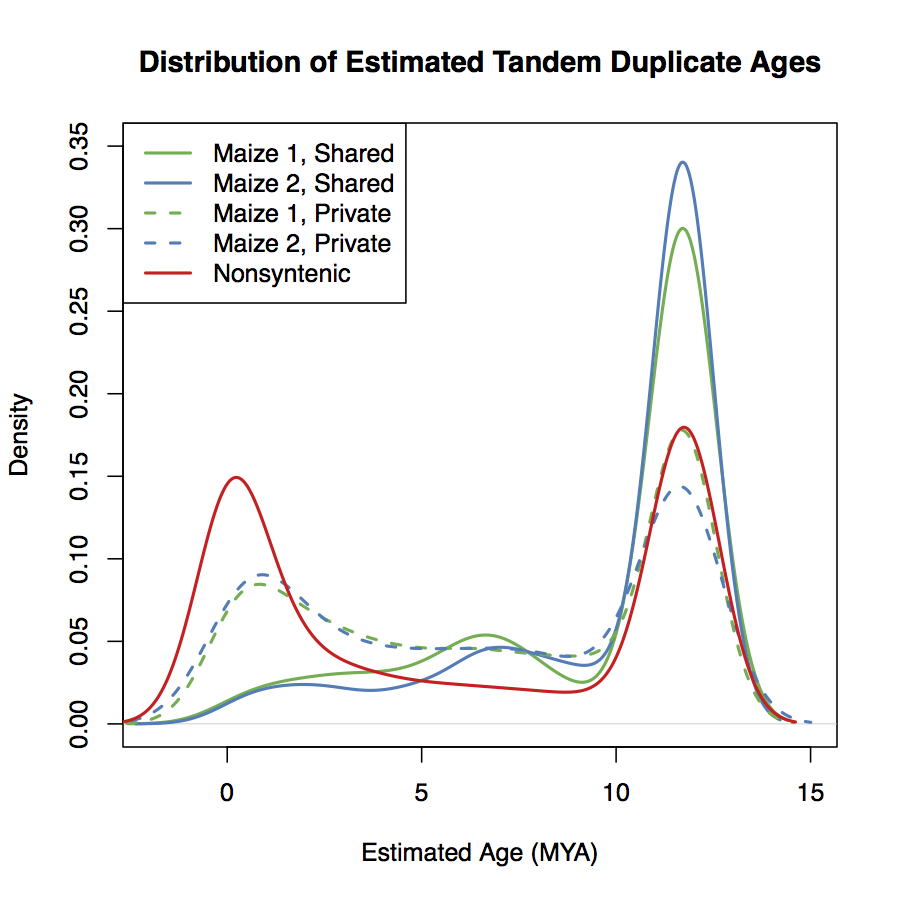 Distribution of Estimated Tandem Duplicate Ages
Maize 1, Shared
Maize 2, Shared
Maize 1, Private
Maize 2, Private
Nonsyntenic
0.35
0.30
0.25
0.20
0.15
0.10
0.05
0.00
Density
0 5 10 15
Estimated Age (MYA)